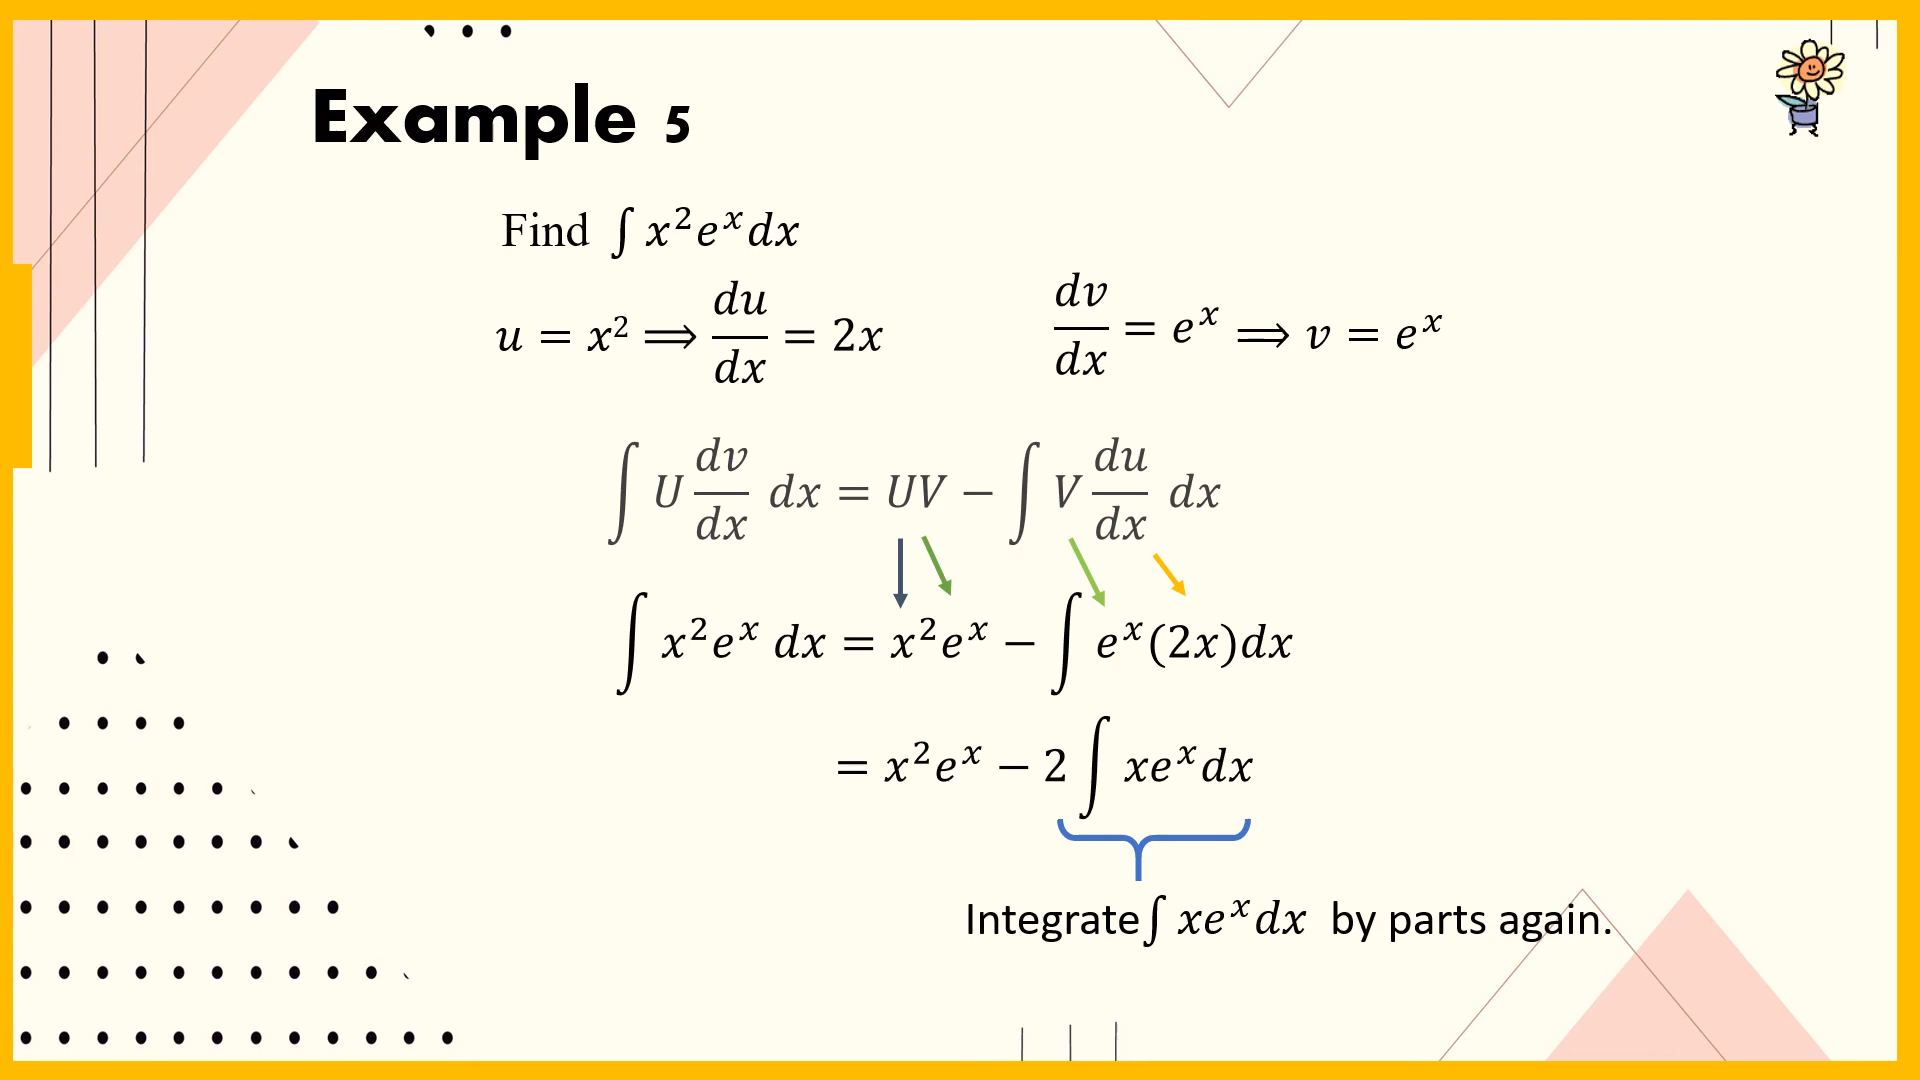 Example 5
Find ∫ x²eˣdx
u = x² ⟹ du/dx = 2x
dv/dx = eˣ ⟹ v = eˣ
∫ U dv/dx dx = UV − ∫ V du/dx dx
∫ x²eˣ dx = x²eˣ − ∫ eˣ(2x)dx
= x²eˣ − 2 ∫ xeˣdx
Integrate ∫ xeˣdx by parts again.